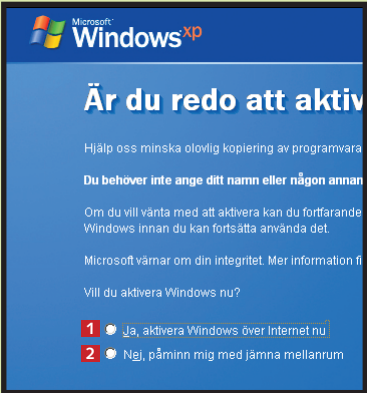 Microsoft
Windows xp
Är du redo att aktiv
Hjälp oss minska olovlig kopiering av programvara
Du behöver inte ange ditt namn eller någon annan
Om du vill vänta med att aktivera kan du fortfarande
Windows innan du kan fortsätta använda det.
Microsoft värnar om din integritet. Mer information fi
Vill du aktivera Windows nu?
1 Ja, aktivera Windows över Internet nu
2 Nej, påminn mig med jämna mellanrum